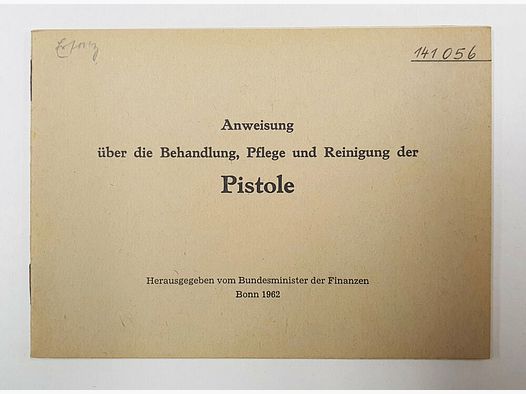 141 056
Anweisung
über die Behandlung, Pflege und Reinigung der
Pistole
Herausgegeben vom Bundesminister der Finanzen
Bonn 1962